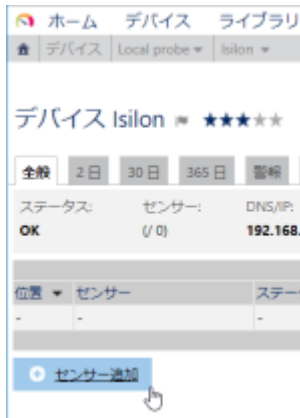 ホーム デバイス ライブラリ
デバイス Local probe Isilon
デバイス Isilon
全般 2日 30日 365日 警報
ステータス: センサー: DNS/IP:
OK (/ 0) 192.168.
位置 センサー ステー
- - -
センサー追加